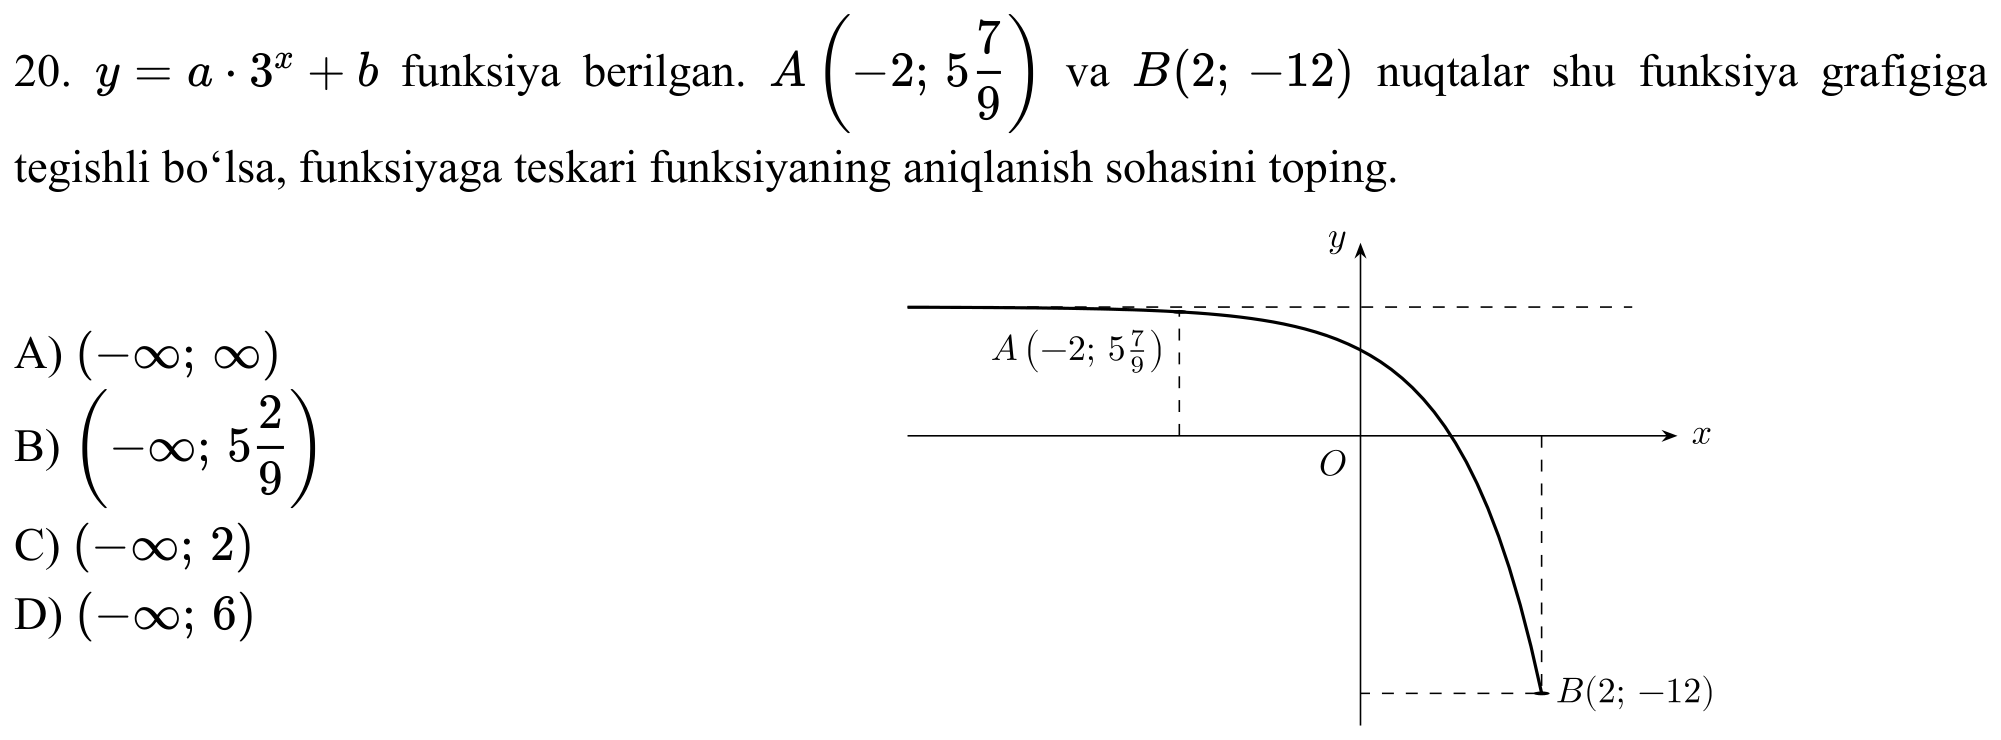 20. y = a · 3ˣ + b funksiya berilgan. A(−2; 5 7/9) va B(2; −12) nuqtalar shu funksiya grafigiga
tegishli bo‘lsa, funksiyaga teskari funksiyaning aniqlanish sohasini toping.
A) (−∞; ∞)
B) (−∞; 5 2/9)
C) (−∞; 2)
D) (−∞; 6)
y
A(−2; 5 7/9)
x
O
B(2; −12)